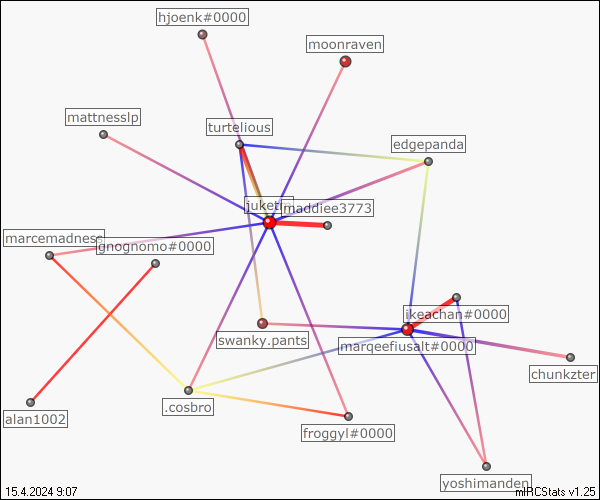 hjoenk#0000
moonraven
mattnesslp
turtelious
edgepanda
maddiee3773
marcemadness
gnognomo#0000
ikeachan#0000
swanky.pants
marqeefiusalt#0000
chunkzter
.cosbro
alan1002
froggyl#0000
yoshimanden
15.4.2024 9:07
mIRCStats v1.25